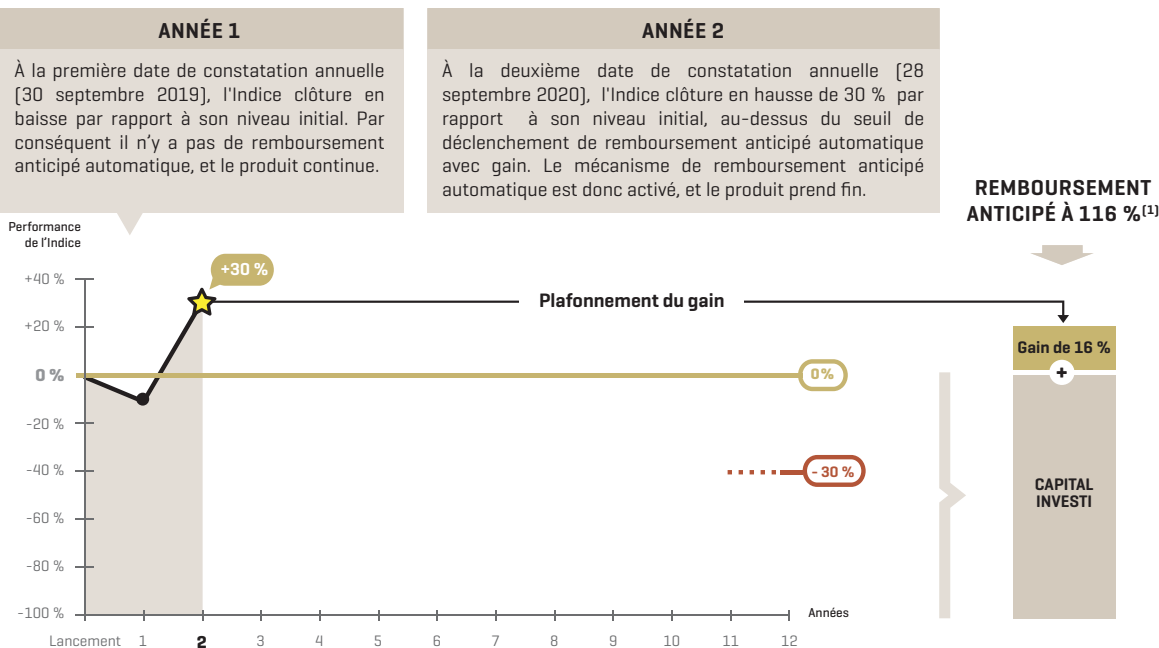 ANNÉE 1
À la première date de constatation annuelle
(30 septembre 2019), l'Indice clôture en
baisse par rapport à son niveau initial. Par
conséquent il n'y a pas de remboursement
anticipé automatique, et le produit continue.
ANNÉE 2
À la deuxième date de constatation annuelle (28
septembre 2020), l'Indice clôture en hausse de 30 % par
rapport à son niveau initial, au-dessus du seuil de
déclenchement de remboursement anticipé automatique
avec gain. Le mécanisme de remboursement anticipé
automatique est donc activé, et le produit prend fin.
REMBOURSEMENT
ANTICIPÉ À 116 %(1)
Performance
de l'Indice
+40 %
+20 %
0 %
-20 %
-40 %
-60 %
-80 %
-100 %
+30 %
Plafonnement du gain
0%
- 30 %
Gain de 16 %
+
CAPITAL
INVESTI
Années
Lancement 1 2 3 4 5 6 7 8 9 10 11 12